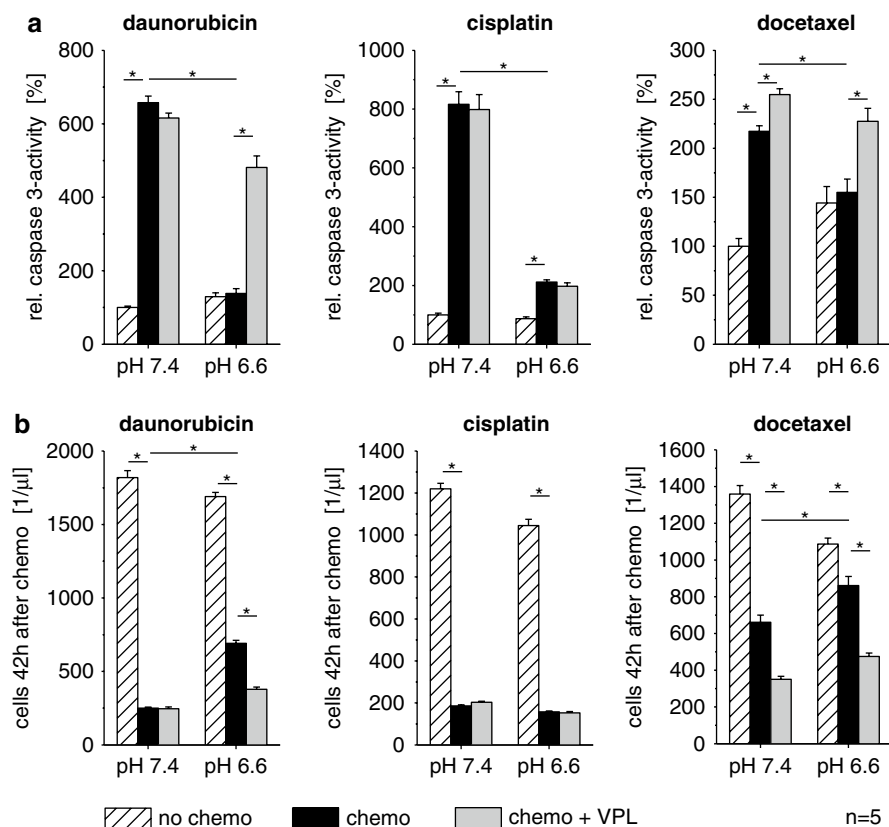 a
daunorubicin
cisplatin
docetaxel
rel. caspase 3-activity [%]
800
600
400
200
100
0
*
*
*
pH 7.4
pH 6.6
rel. caspase 3-activity [%]
1000
800
600
400
200
100
0
*
*
*
pH 7.4
pH 6.6
rel. caspase 3-activity [%]
300
250
200
150
100
50
0
*
*
*
*
pH 7.4
pH 6.6
b
daunorubicin
cisplatin
docetaxel
cells 42h after chemo [1/µl]
2000
1750
1250
1000
500
250
0
*
*
*
*
pH 7.4
pH 6.6
cells 42h after chemo [1/µl]
1400
1200
1000
800
600
400
200
0
*
*
pH 7.4
pH 6.6
cells 42h after chemo [1/µl]
1600
1400
1200
1000
800
600
400
200
0
*
*
*
*
*
pH 7.4
pH 6.6
no chemo
chemo
chemo + VPL
n=5